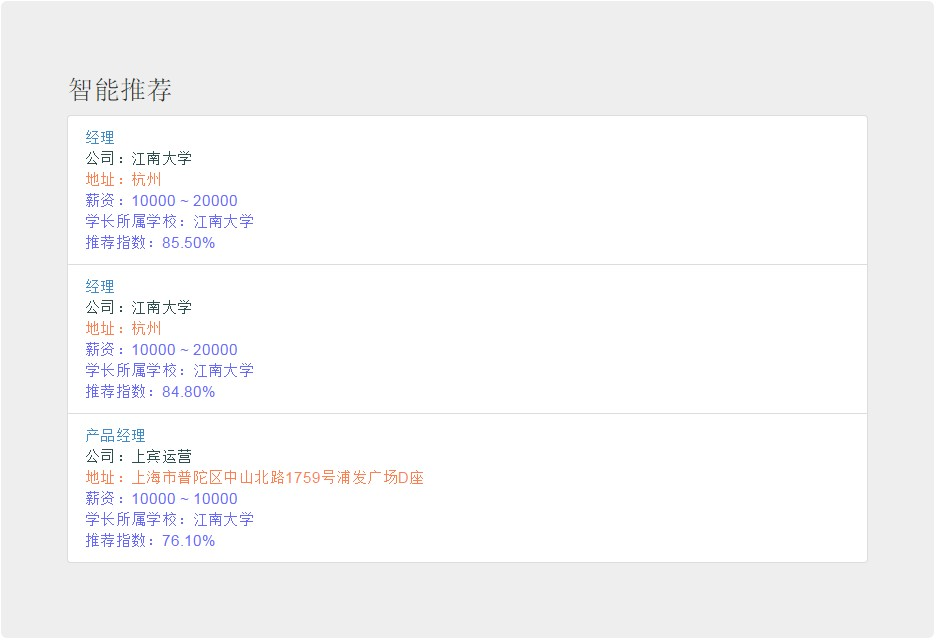 智能推荐
经理
公司：江南大学
地址：杭州
薪资：10000 ~ 20000
学长所属学校：江南大学
推荐指数：85.50%
经理
公司：江南大学
地址：杭州
薪资：10000 ~ 20000
学长所属学校：江南大学
推荐指数：84.80%
产品经理
公司：上宾运营
地址：上海市普陀区中山北路1759号浦发广场D座
薪资：10000 ~ 10000
学长所属学校：江南大学
推荐指数：76.10%